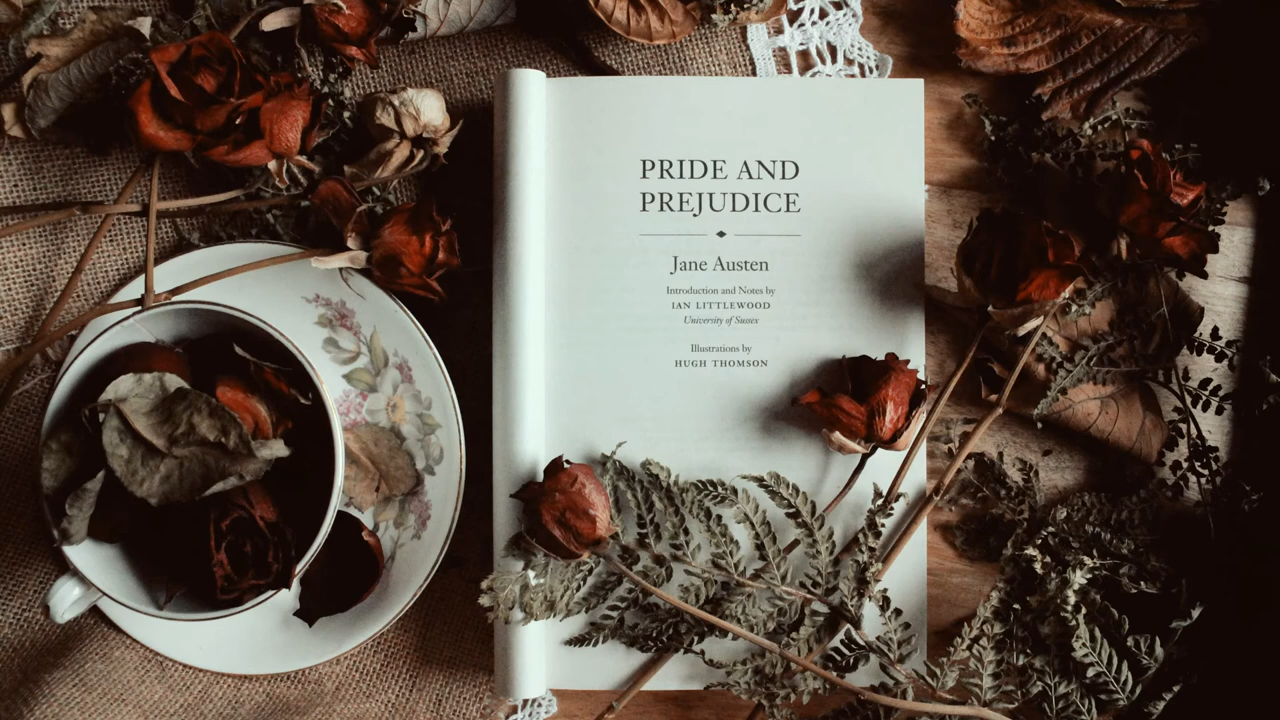 PRIDE AND
PREJUDICE
Jane Austen
Introduction and Notes by
IAN LITTLEWOOD
University of Sussex
Illustrations by
HUGH THOMSON